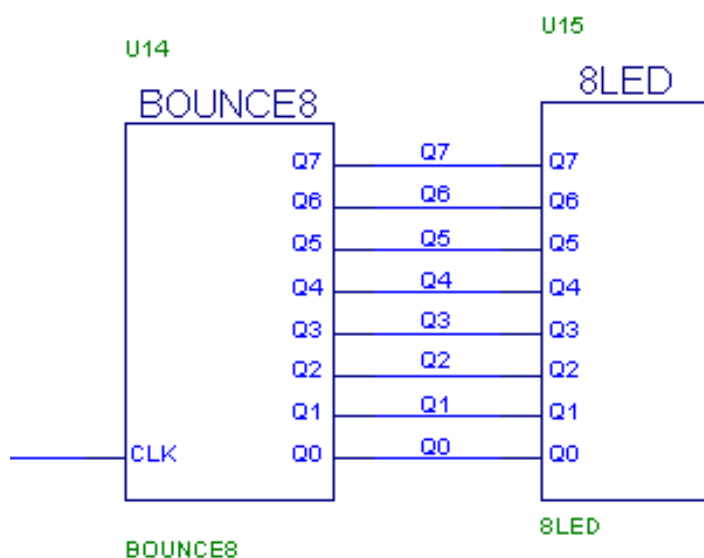 U14
U15
BOUNCE8
8LED
Q7 Q7 Q7
Q6 Q6 Q6
Q5 Q5 Q5
Q4 Q4 Q4
Q3 Q3 Q3
Q2 Q2 Q2
Q1 Q1 Q1
CLK Q0 Q0 Q0
BOUNCE8
8LED